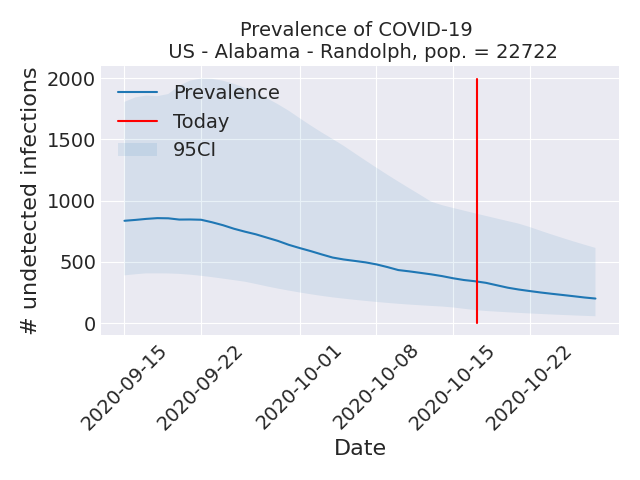 Prevalence of COVID-19
US - Alabama - Randolph, pop. = 22722
# undetected infections
2000
1500
1000
500
0
Prevalence
Today
95CI
2020-09-15
2020-09-22
2020-10-01
2020-10-08
2020-10-15
2020-10-22
Date